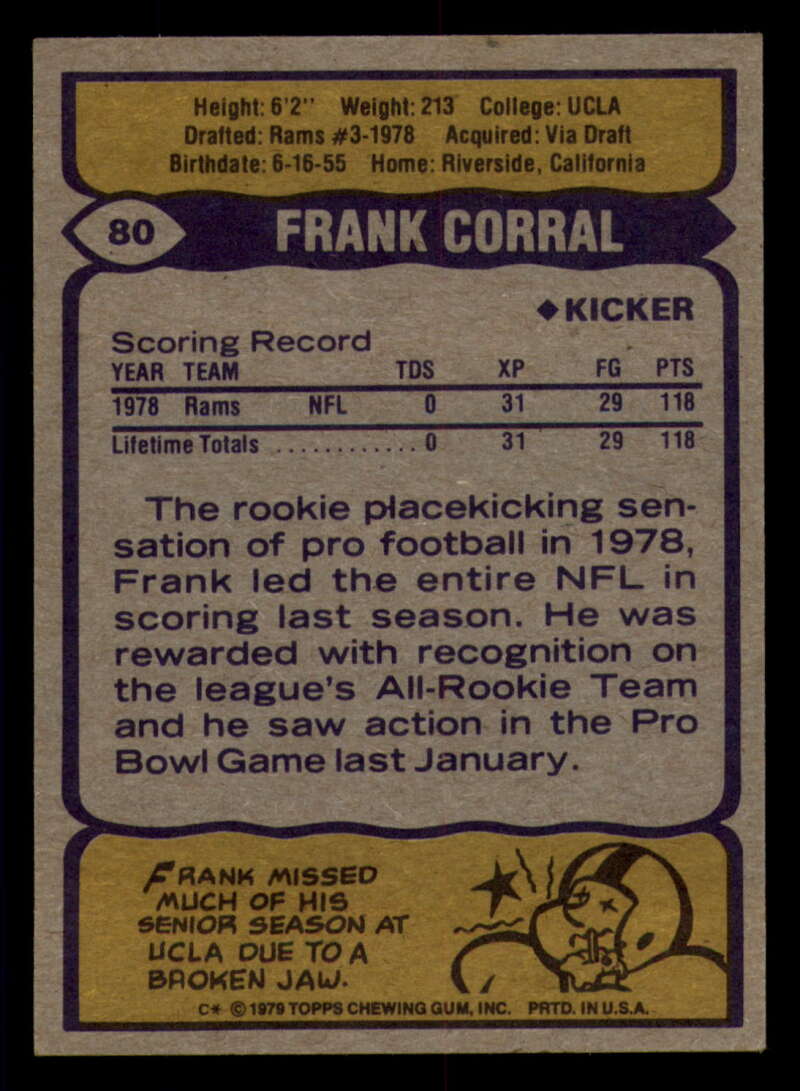 Height: 6'2" Weight: 213 College: UCLA
Drafted: Rams #3-1978 Acquired: Via Draft
Birthdate: 6-16-55 Home: Riverside, California
80 FRANK CORRAL
◆KICKER
Scoring Record
YEAR TEAM TDS XP FG PTS
1978 Rams NFL 0 31 29 118
Lifetime Totals ............ 0 31 29 118
The rookie placekicking sen-
sation of pro football in 1978,
Frank led the entire NFL in
scoring last season. He was
rewarded with recognition on
the league's All-Rookie Team
and he saw action in the Pro
Bowl Game last January.
FRANK MISSED
MUCH OF HIS
SENIOR SEASON AT
UCLA DUE TO A
BROKEN JAW.
C* © 1979 TOPPS CHEWING GUM, INC. PRTD. IN U.S.A.